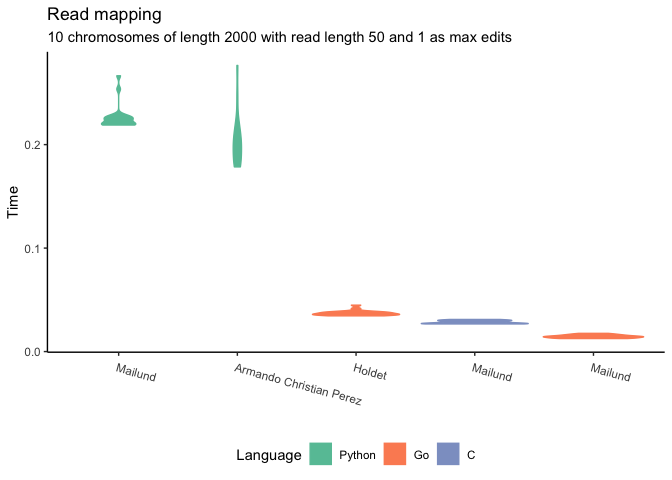 Read mapping
10 chromosomes of length 2000 with read length 50 and 1 as max edits
Time
0.2
0.1
0.0
Mailund
Armando Christian Perez
Holdet
Mailund
Mailund
Language Python Go C